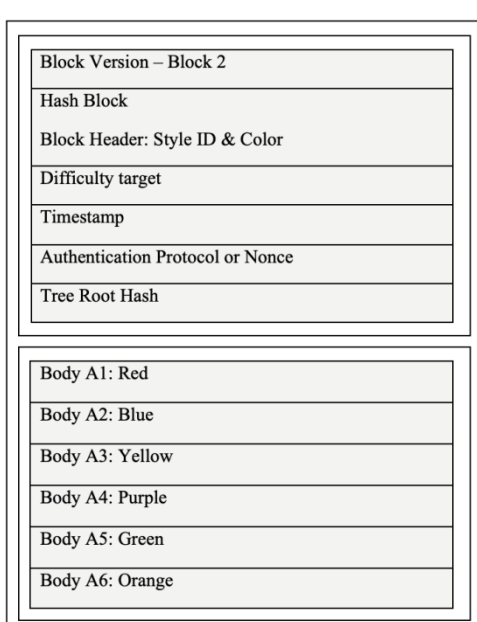 Block Version – Block 2
Hash Block
Block Header: Style ID & Color
Difficulty target
Timestamp
Authentication Protocol or Nonce
Tree Root Hash
Body A1: Red
Body A2: Blue
Body A3: Yellow
Body A4: Purple
Body A5: Green
Body A6: Orange